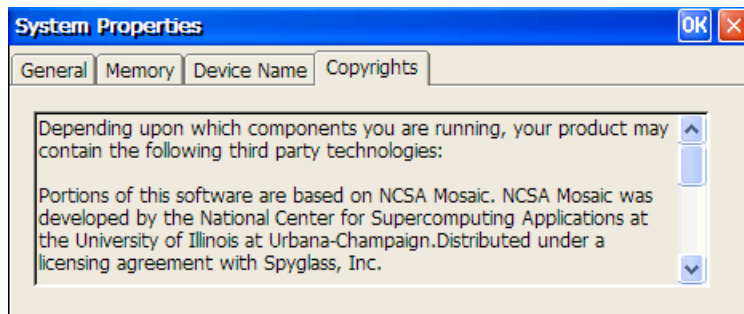 System Properties OK
General Memory Device Name Copyrights
Depending upon which components you are running, your product may
contain the following third party technologies:
Portions of this software are based on NCSA Mosaic. NCSA Mosaic was
developed by the National Center for Supercomputing Applications at
the University of Illinois at Urbana-Champaign.Distributed under a
licensing agreement with Spyglass, Inc.